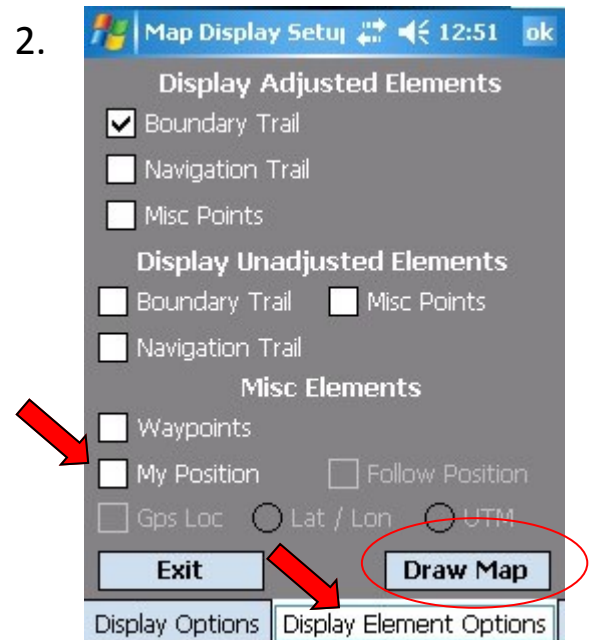 2.
Map Display Setu 12:51 ok
Display Adjusted Elements
Boundary Trail
Navigation Trail
Misc Points
Display Unadjusted Elements
Boundary Trail Misc Points
Navigation Trail
Misc Elements
Waypoints
My Position Follow Position
Gps Loc Lat / Lon UTM
Exit Draw Map
Display Options Display Element Options